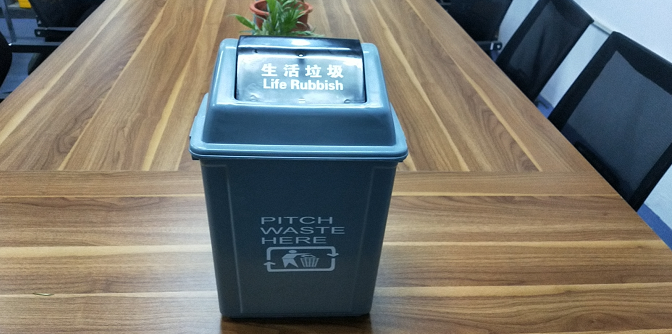 生活垃圾
Life Rubbish
PITCH
WASTE
HERE